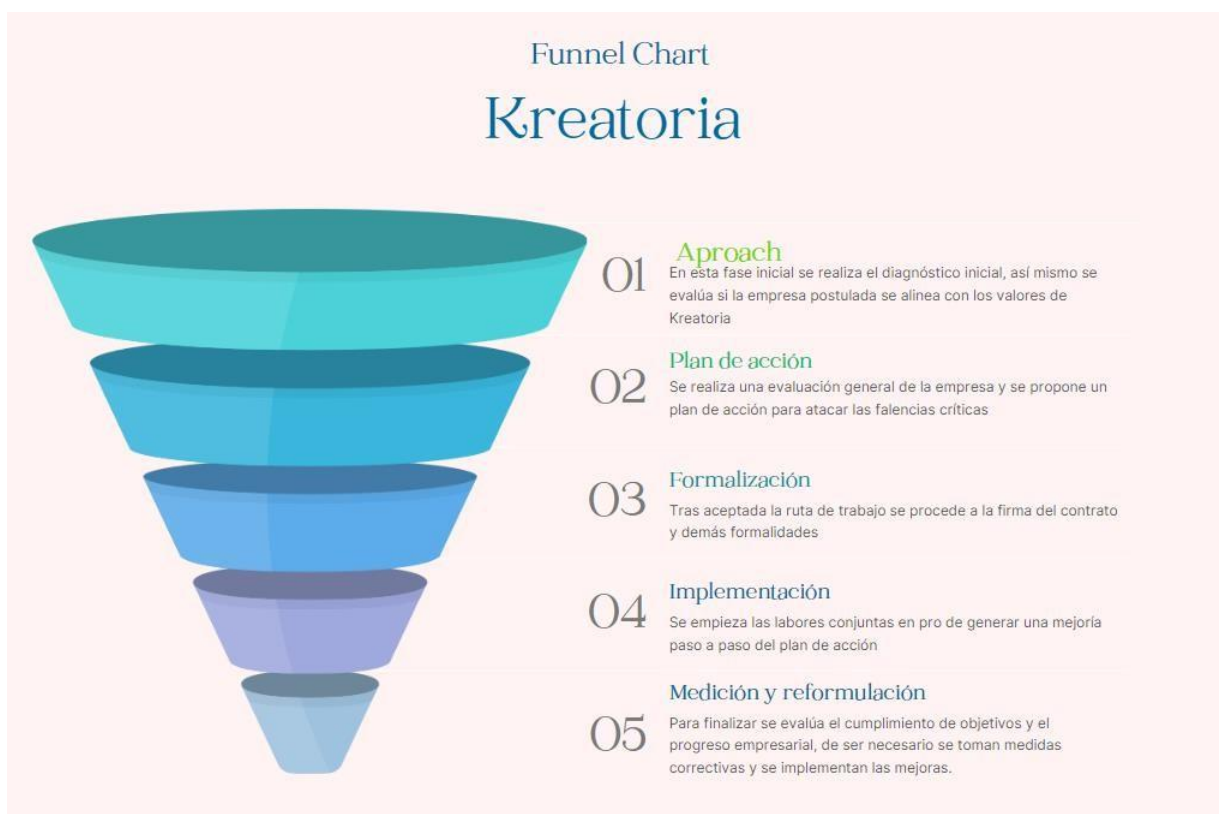 Funnel Chart
Kreatoria
01
Aproach
En esta fase inicial se realiza el diagnóstico inicial, así mismo se
evalúa si la empresa postulada se alinea con los valores de
Kreatoria
02
Plan de acción
Se realiza una evaluación general de la empresa y se propone un
plan de acción para atacar las falencias críticas
03
Formalización
Tras aceptada la ruta de trabajo se procede a la firma del contrato
y demás formalidades
04
Implementación
Se empieza las labores conjuntas en pro de generar una mejoría
paso a paso del plan de acción
05
Medición y reformulación
Para finalizar se evalúa el cumplimiento de objetivos y el
progreso empresarial, de ser necesario se toman medidas
correctivas y se implementan las mejoras.